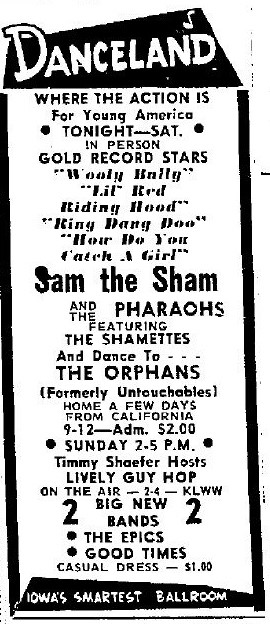 DANCELAND
WHERE THE ACTION IS
For Young America
• TONIGHT—SAT. •
IN PERSON
GOLD RECORD STARS
"Wooly Bully"
"Lil' Red
Riding Hood"
"Ring Dang Doo"
"How Do You
Catch A Girl"
Sam the Sham
AND THE PHARAOHS
FEATURING
THE SHAMETTES
And Dance To - - -
THE ORPHANS
(Formerly Untouchables)
HOME A FEW DAYS
FROM CALIFORNIA
9-12—Adm. $2.00
• SUNDAY 2-5 P.M. •
Timmy Shaefer Hosts
LIVELY GUY HOP
ON THE AIR — 2-4 — KLWW
2 BIG NEW BANDS 2
• THE EPICS
• GOOD TIMES
CASUAL DRESS — $1.00
IOWA'S SMARTEST BALLROOM